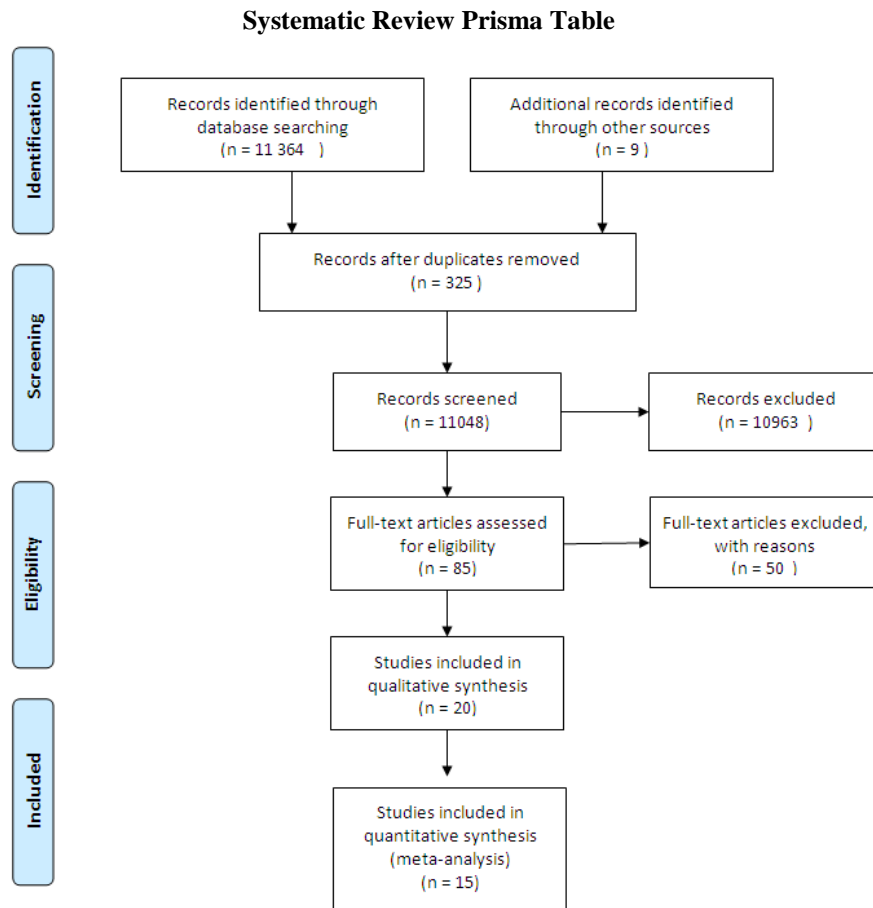 Systematic Review Prisma Table
Identification
Records identified through
database searching
(n = 11 364 )
Additional records identified
through other sources
(n = 9 )
Records after duplicates removed
(n = 325 )
Screening
Records screened
(n = 11048)
Records excluded
(n = 10963 )
Eligibility
Full-text articles assessed
for eligibility
(n = 85)
Full-text articles excluded,
with reasons
(n = 50 )
Studies included in
qualitative synthesis
(n = 20)
Included
Studies included in
quantitative synthesis
(meta-analysis)
(n = 15)